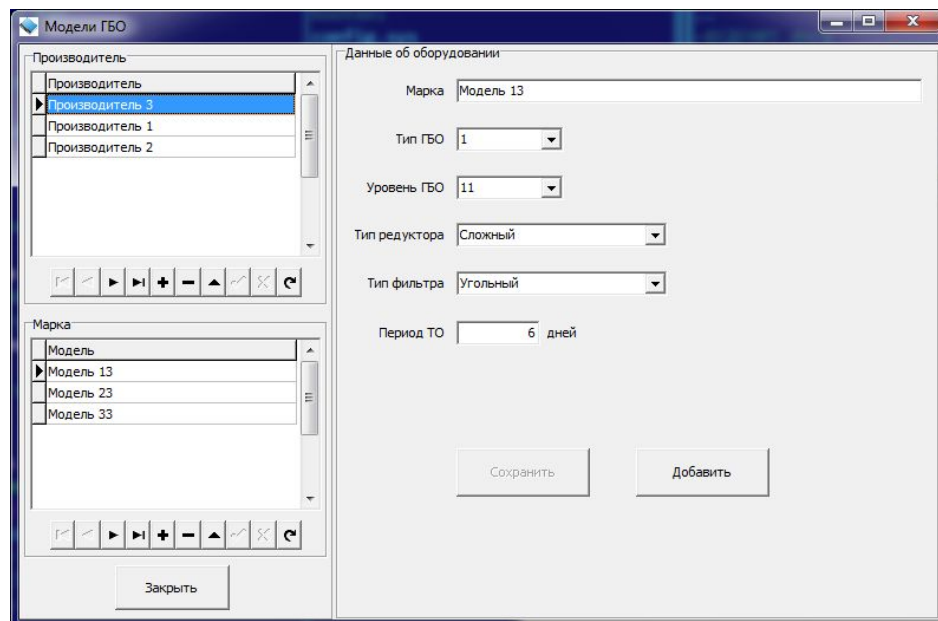 Модели ГБО
Производитель
Производитель
Производитель 3
Производитель 1
Производитель 2
Марка
Модель
Модель 13
Модель 23
Модель 33
Закрыть
Данные об оборудовании
Марка Модель 13
Тип ГБО 1
Уровень ГБО 11
Тип редуктора Сложный
Тип фильтра Угольный
Период ТО 6 дней
Сохранить Добавить